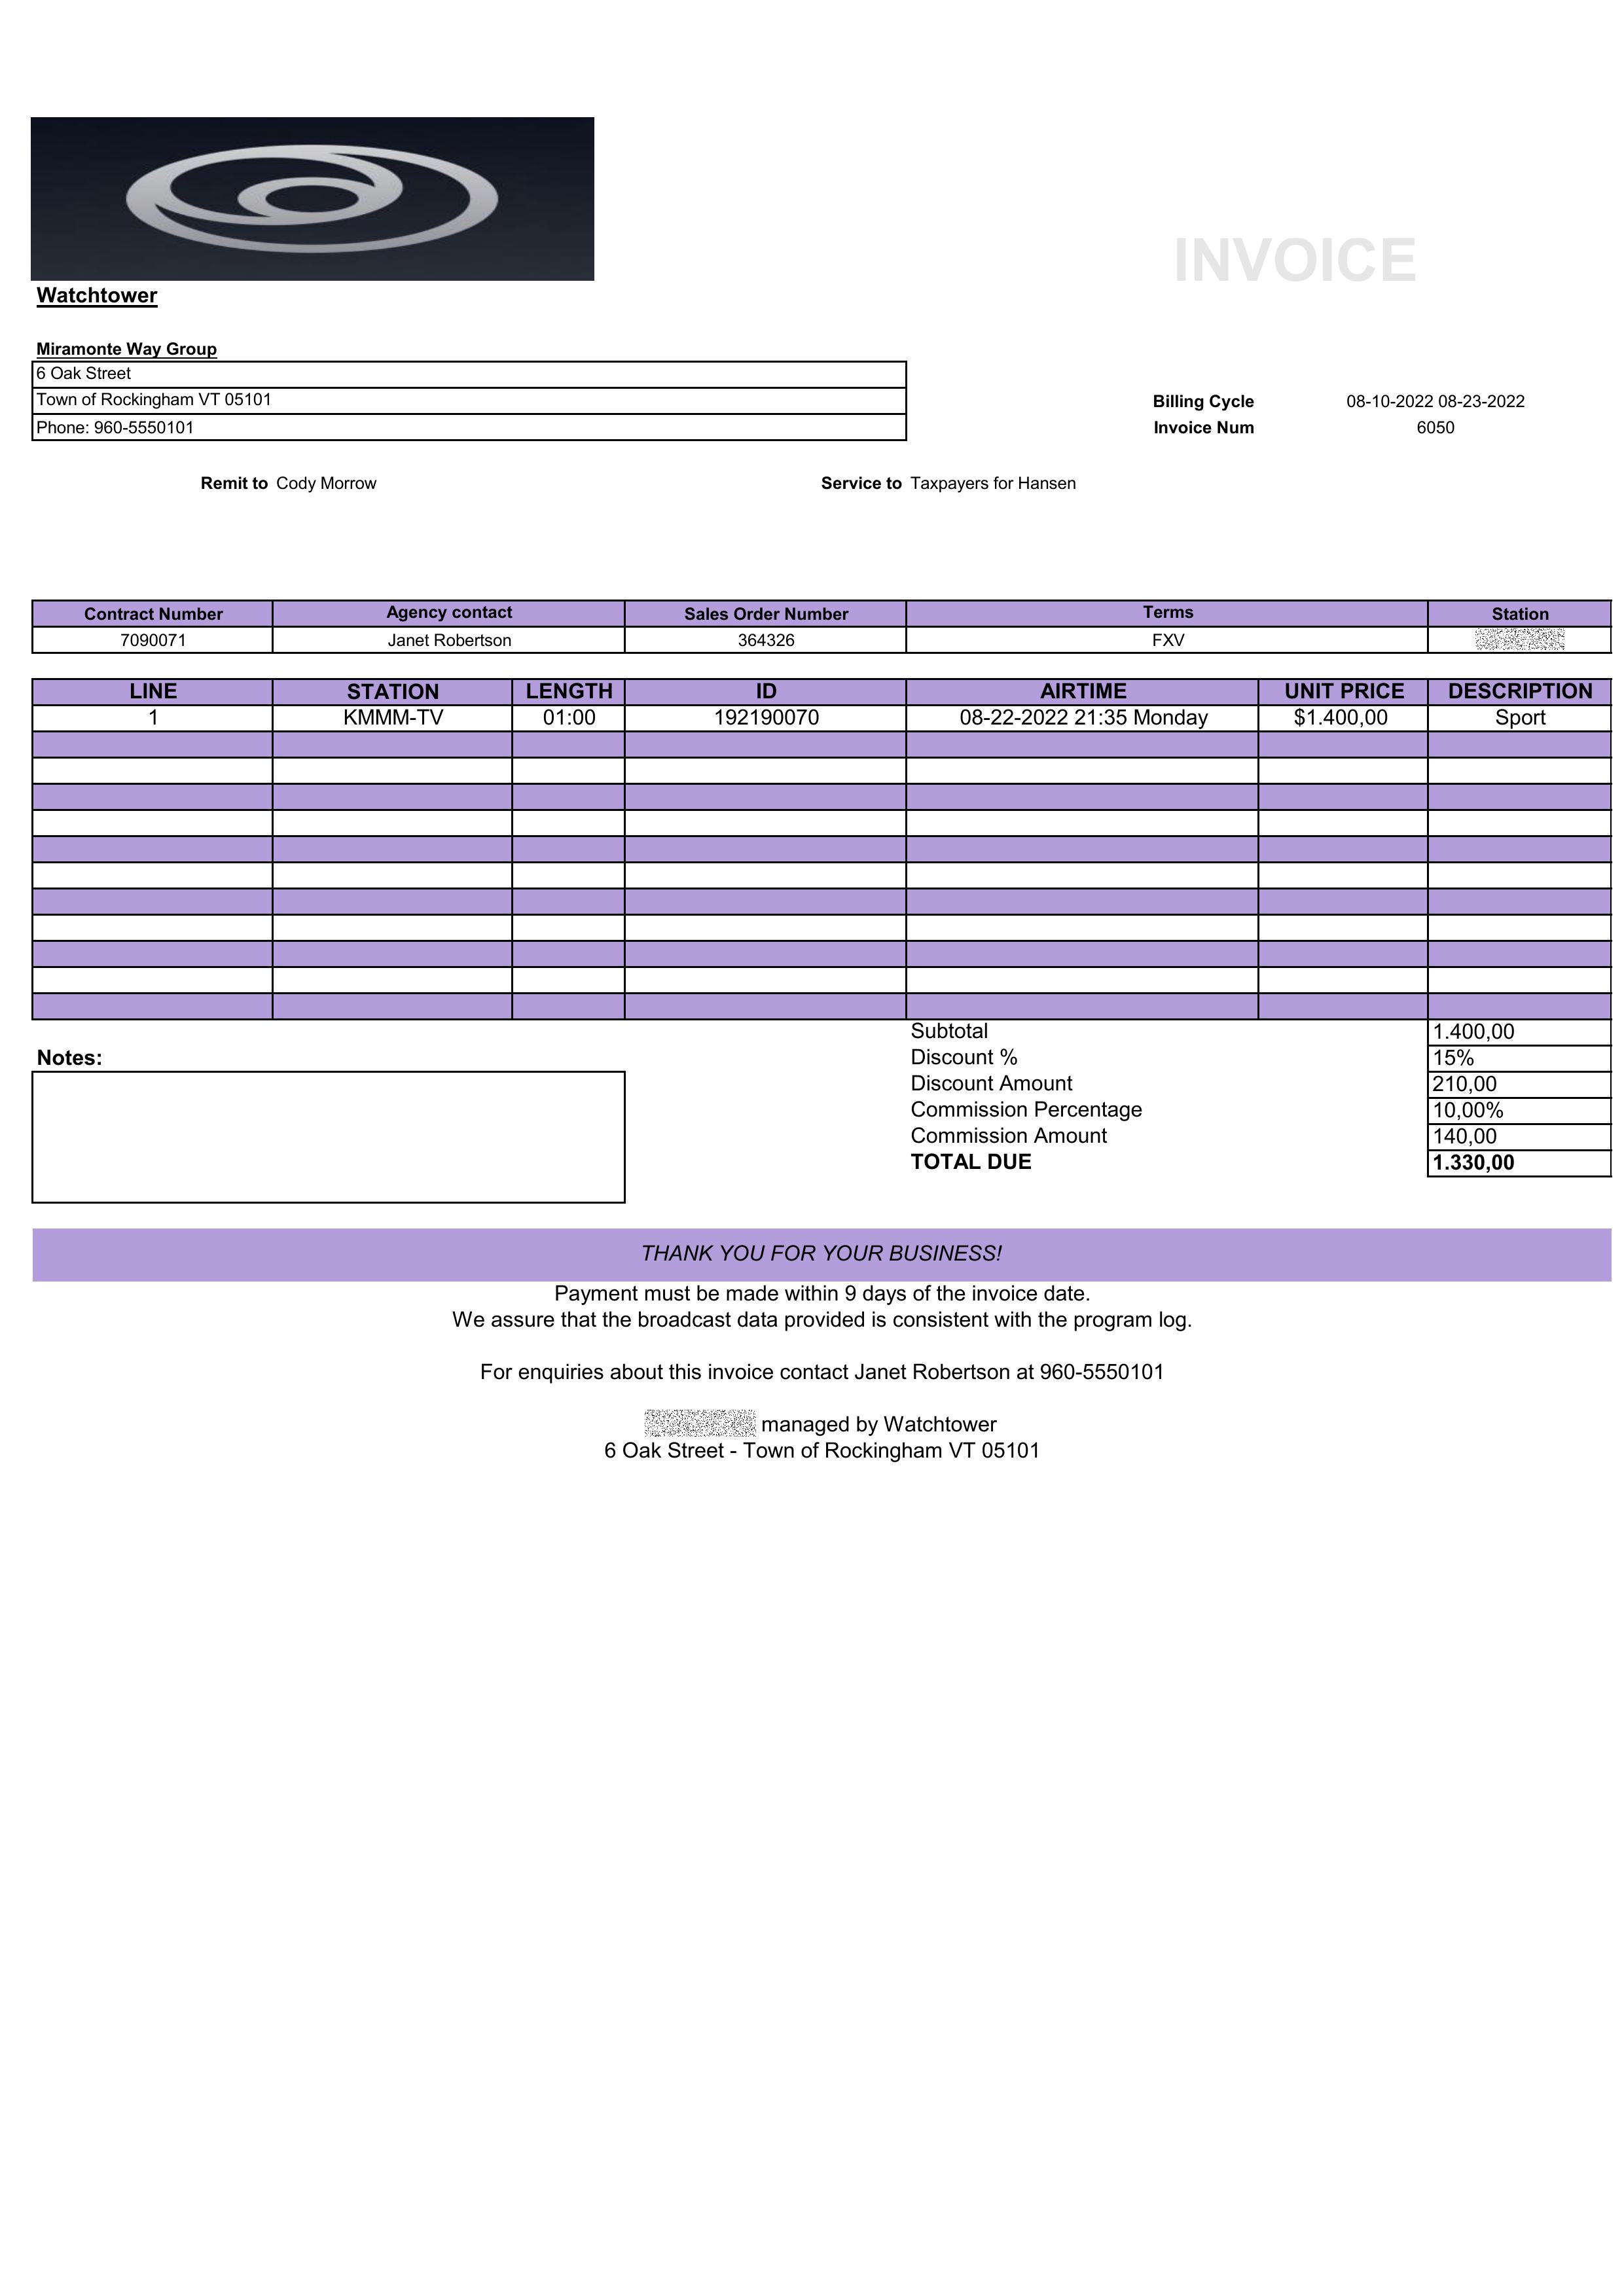 INVOICE
Watchtower
Miramonte Way Group
6 Oak Street
Town of Rockingham VT 05101
Billing Cycle 08-10-2022 08-23-2022
Phone: 960-5550101
Invoice Num 6050
Remit to Cody Morrow Service to Taxpayers for Hansen
Contract Number Agency contact Sales Order Number Terms Station
7090071 Janet Robertson 364326 FXV
LINE STATION LENGTH ID AIRTIME UNIT PRICE DESCRIPTION
1 KMMM-TV 01:00 192190070 08-22-2022 21:35 Monday $1.400,00 Sport
Subtotal 1.400,00
Notes:
Discount % 15%
Discount Amount 210,00
Commission Percentage 10,00%
Commission Amount 140,00
TOTAL DUE 1.330,00
THANK YOU FOR YOUR BUSINESS!
Payment must be made within 9 days of the invoice date.
We assure that the broadcast data provided is consistent with the program log.
For enquiries about this invoice contact Janet Robertson at 960-5550101
managed by Watchtower
6 Oak Street - Town of Rockingham VT 05101